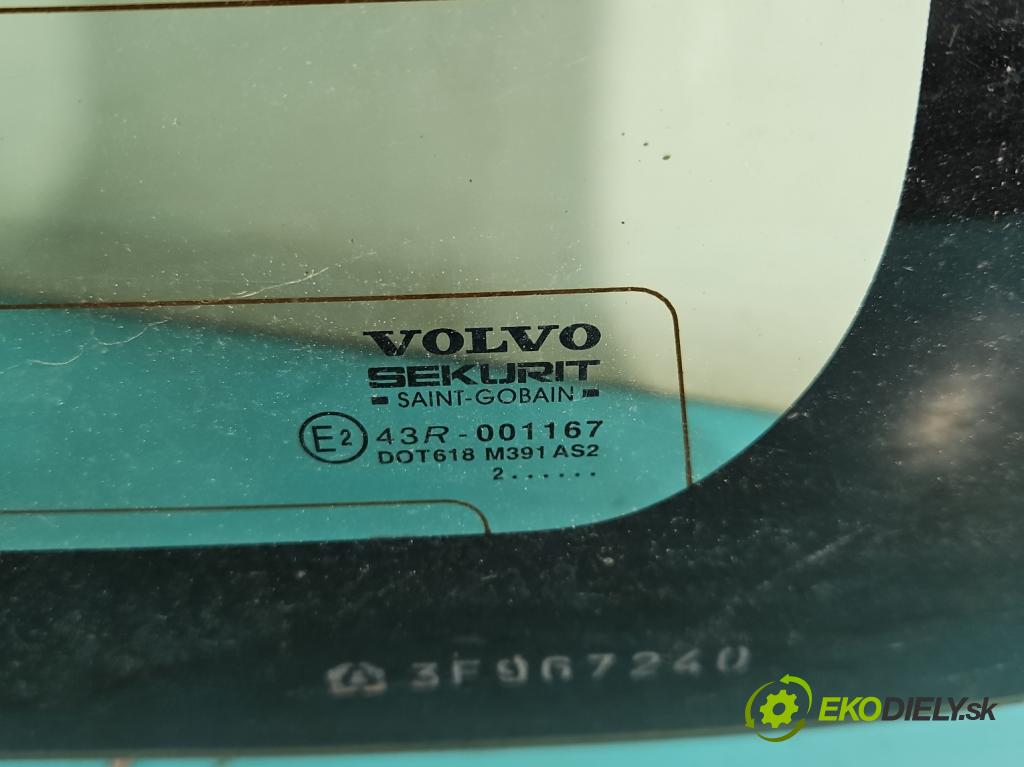 VOLVO
SEKURIT
SAINT-GOBAIN
E2 43R-001167
DOT618 M391 AS2
2......
3F967240
EKODIELY.sk